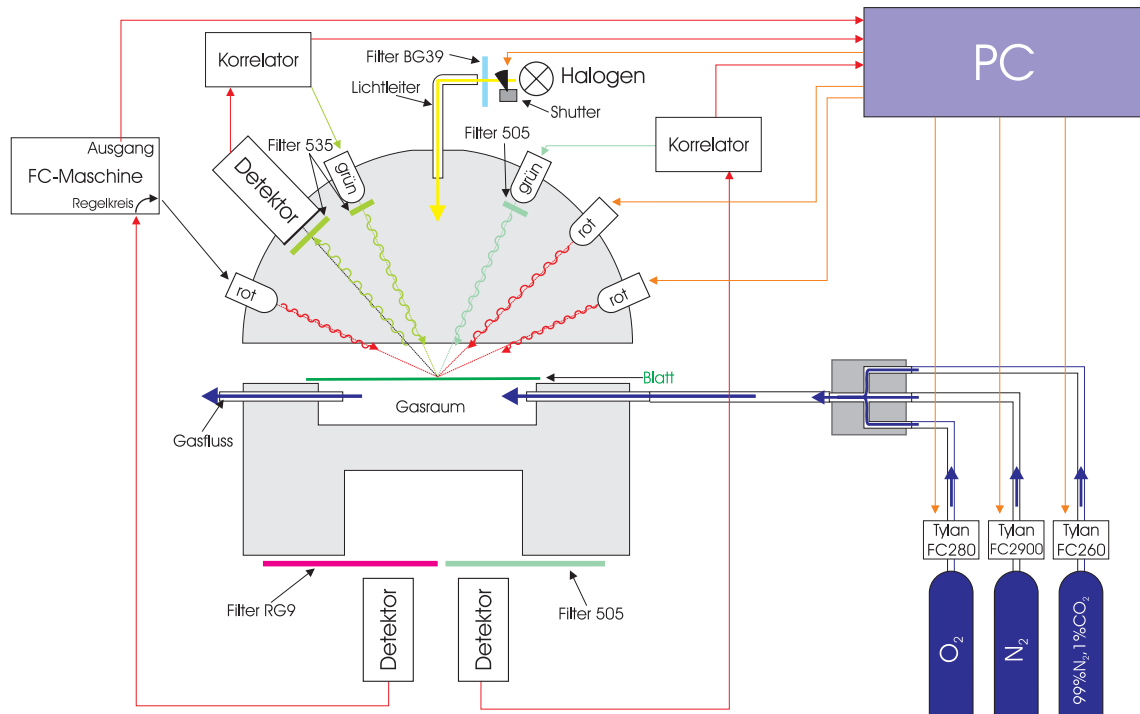 Korrelator
Filter BG39
Lichtleiter
Halogen
Shutter
PC
Filter 535
Filter 505
Korrelator
Ausgang
FC-Maschine
Regelkreis
Detektor
grün
grün
rot
rot
rot
Blatt
Gasraum
Gasfluss
Tylan
FC280
Tylan
FC2900
Tylan
FC260
Filter RG9
Detektor
Detektor
Filter 505
O₂
N₂
99%N₂,1%CO₂